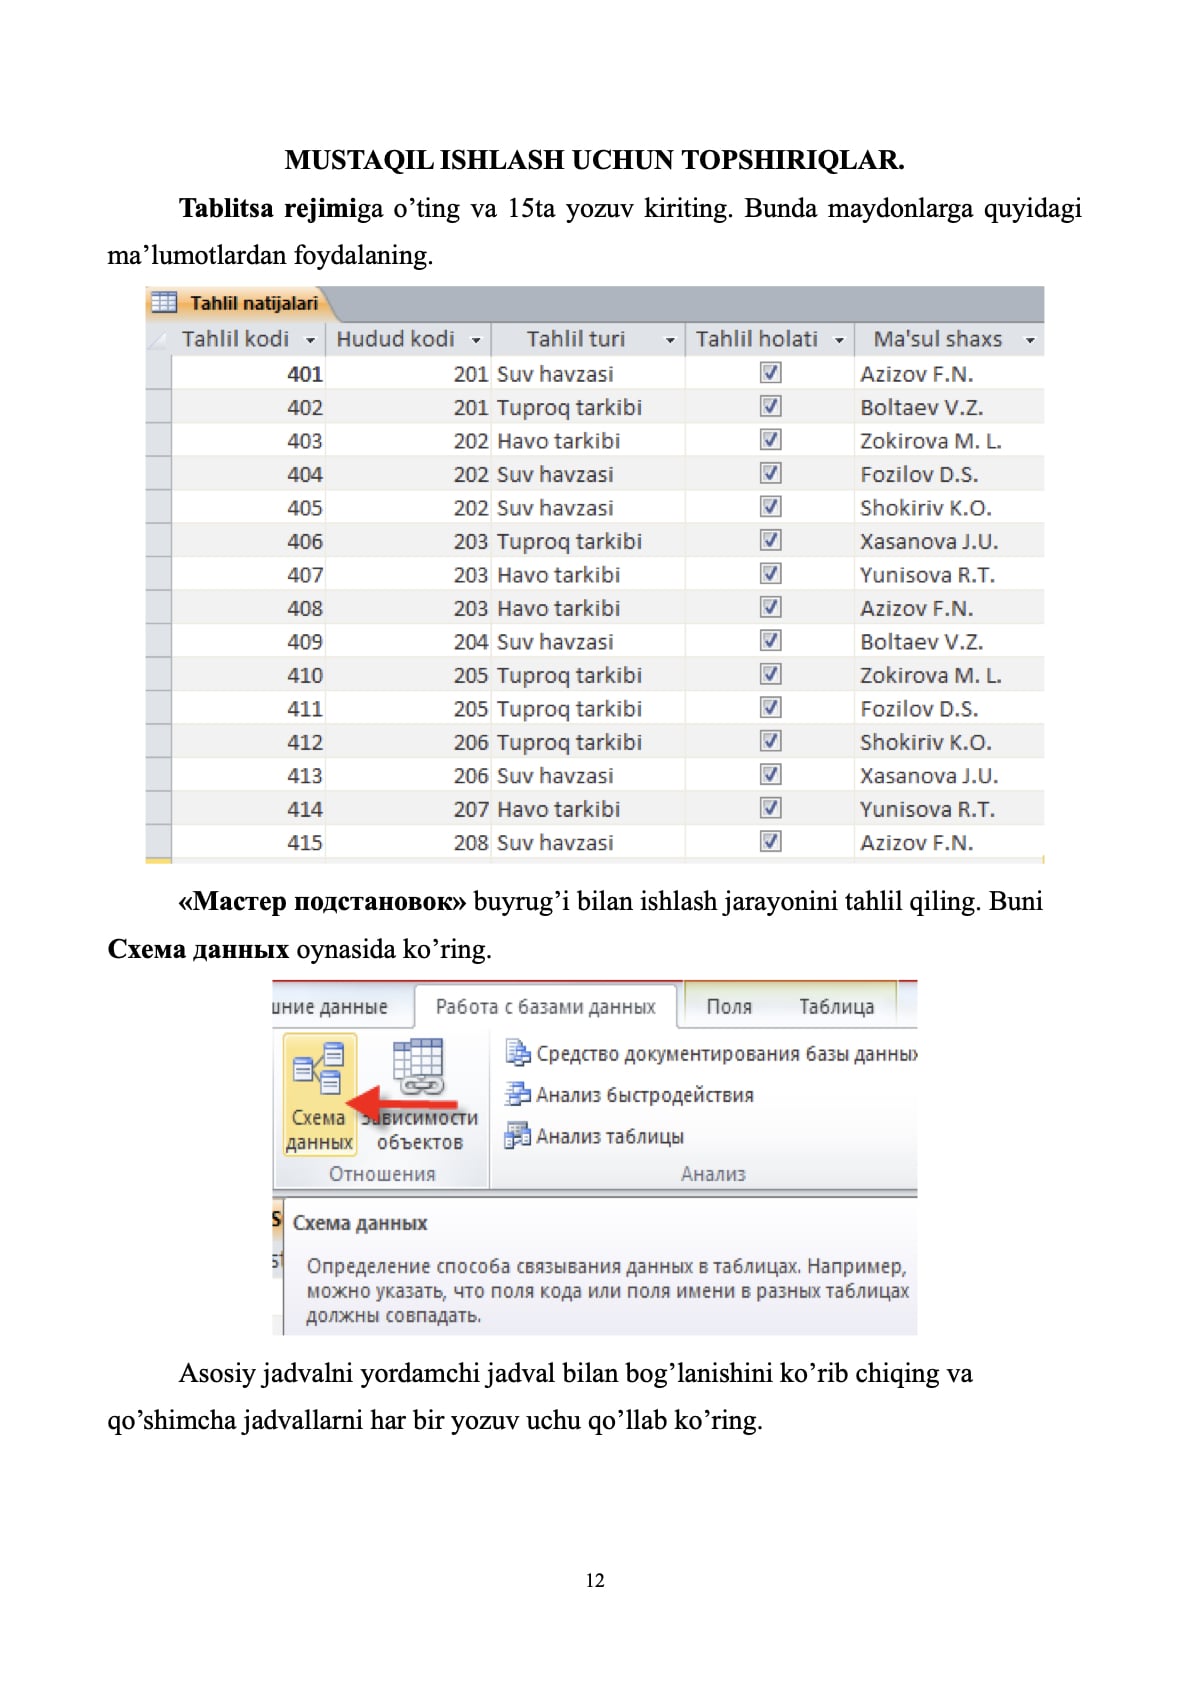 MUSTAQIL ISHLASH UCHUN TOPSHIRIQLAR.
Tablitsa rejimiga o’ting va 15ta yozuv kiriting. Bunda maydonlarga quyidagi
ma’lumotlardan foydalaning.
Tahlil natijalari
Tahlil kodi Hudud kodi Tahlil turi Tahlil holati Ma'sul shaxs
401 201 Suv havzasi Azizov F.N.
402 201 Tuproq tarkibi Boltaev V.Z.
403 202 Havo tarkibi Zokirova M. L.
404 202 Suv havzasi Fozilov D.S.
405 202 Suv havzasi Shokiriv K.O.
406 203 Tuproq tarkibi Xasanova J.U.
407 203 Havo tarkibi Yunisova R.T.
408 203 Havo tarkibi Azizov F.N.
409 204 Suv havzasi Boltaev V.Z.
410 205 Tuproq tarkibi Zokirova M. L.
411 205 Tuproq tarkibi Fozilov D.S.
412 206 Tuproq tarkibi Shokiriv K.O.
413 206 Suv havzasi Xasanova J.U.
414 207 Havo tarkibi Yunisova R.T.
415 208 Suv havzasi Azizov F.N.
«Мастер подстановок» buyrug’i bilan ishlash jarayonini tahlil qiling. Buni
Схема данных oynasida ko’ring.
шние данные Работа с базами данных Поля Таблица
Схема данных
Зависимости объектов
Отношения
Средство документирования базы данных
Анализ быстродействия
Анализ таблицы
Анализ
Схема данных
Определение способа связывания данных в таблицах. Например,
можно указать, что поля кода или поля имени в разных таблицах
должны совпадать.
Asosiy jadvalni yordamchi jadval bilan bog’lanishini ko’rib chiqing va
qo’shimcha jadvallarni har bir yozuv uchu qo’llab ko’ring.
12